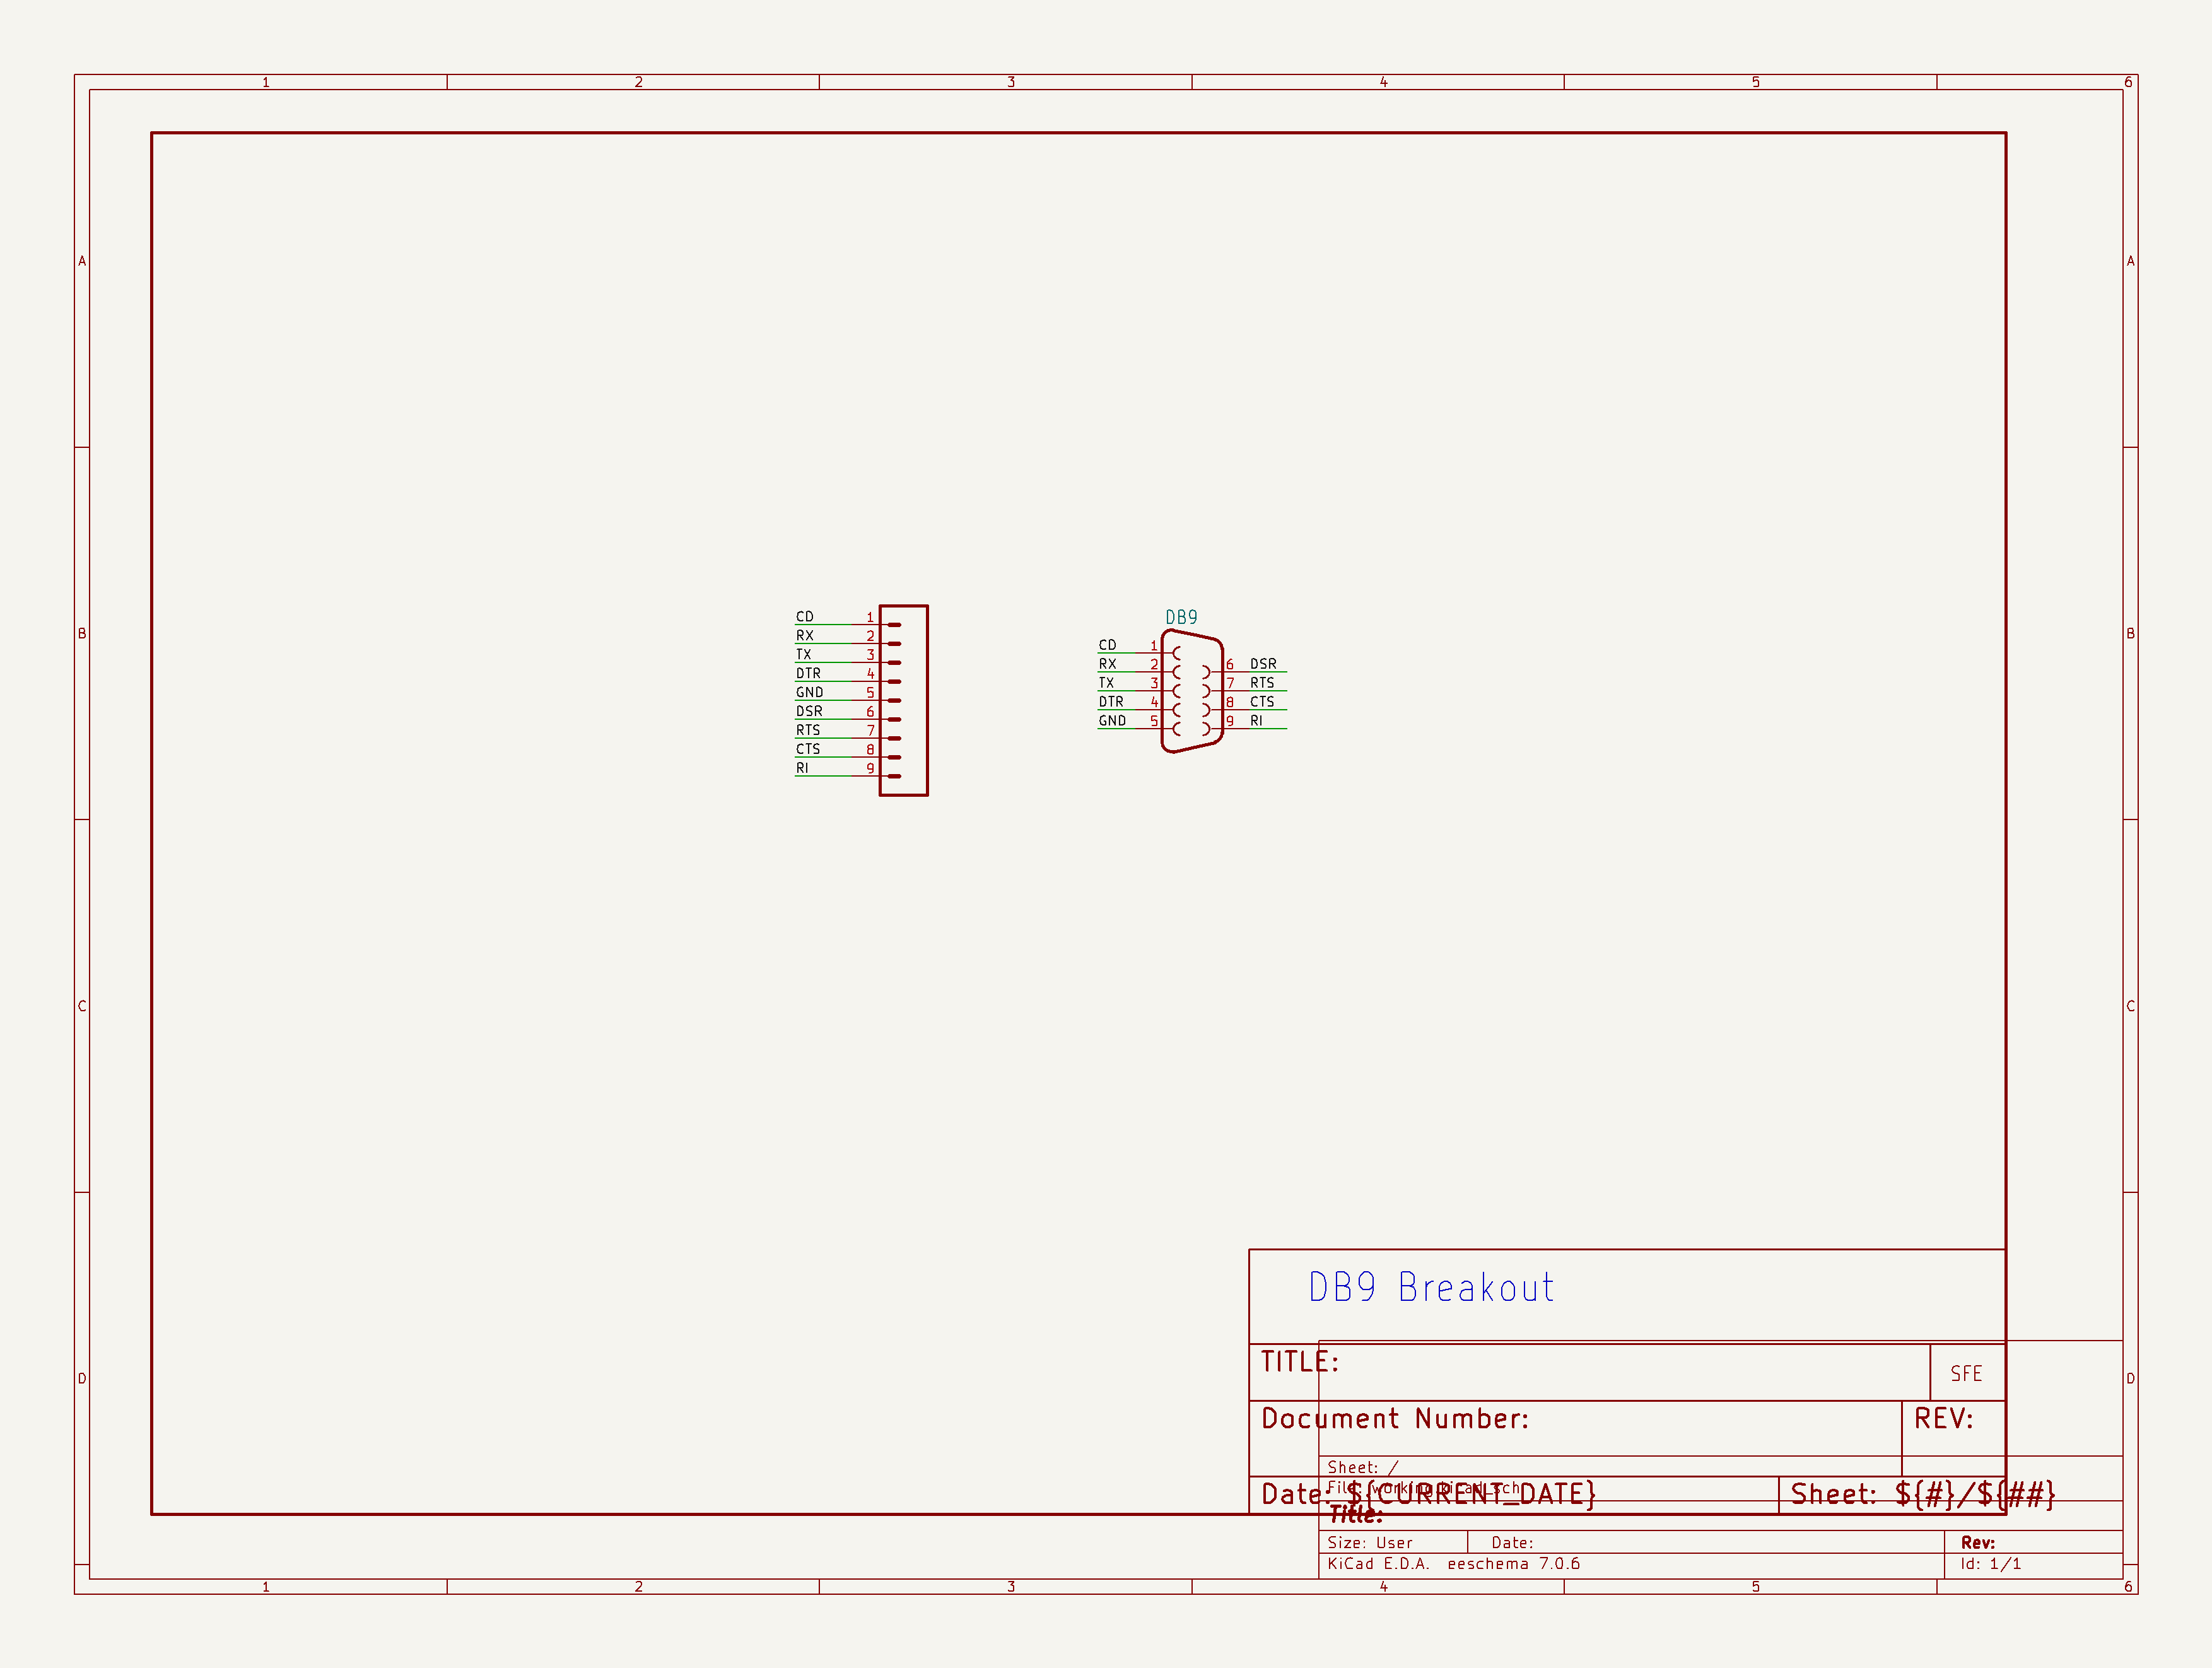 1 2 3 4 5 6
A A
B B
C C
D D
CD 1
RX 2
TX 3
DTR 4
GND 5
DSR 6
RTS 7
CTS 8
RI 9
DB9
CD 1
RX 2 6 DSR
TX 3 7 RTS
DTR 4 8 CTS
GND 5 9 RI
DB9 Breakout
TITLE:
SFE
Document Number:
REV:
Date: ${CURRENT_DATE}
Sheet: ${#}/${##}
Sheet: /
File: working.kicad_sch
Title:
Size: User
Date:
Rev:
KiCad E.D.A. eeschema 7.0.6
Id: 1/1
1 2 3 4 5 6